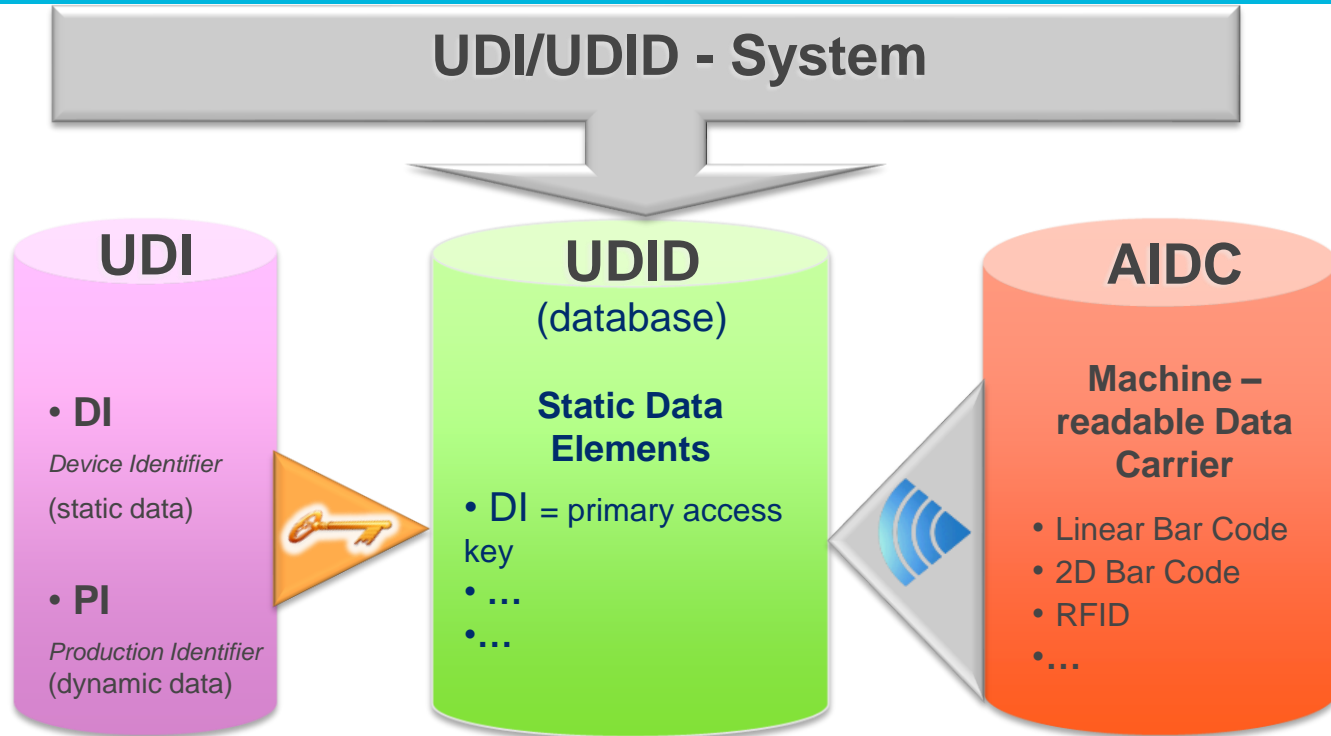 UDI/UDID - System
UDI
• DI
Device Identifier
(static data)
• PI
Production Identifier
(dynamic data)
UDID
(database)
Static Data
Elements
• DI = primary access
key
• ...
•...
AIDC
Machine –
readable Data
Carrier
• Linear Bar Code
• 2D Bar Code
• RFID
•...